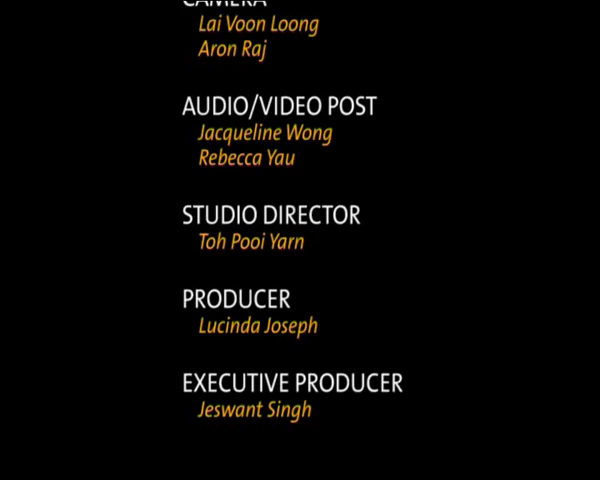 CAMERA
Lai Voon Loong
Aron Raj
AUDIO/VIDEO POST
Jacqueline Wong
Rebecca Yau
STUDIO DIRECTOR
Toh Pooi Yarn
PRODUCER
Lucinda Joseph
EXECUTIVE PRODUCER
Jeswant Singh